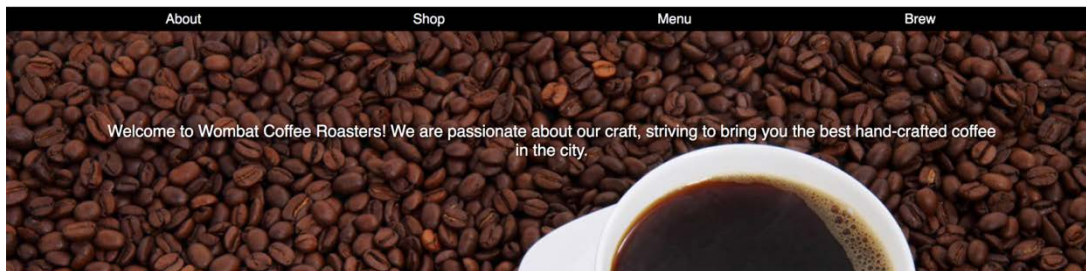 About Shop Menu Brew
Welcome to Wombat Coffee Roasters! We are passionate about our craft, striving to bring you the best hand-crafted coffee
in the city.